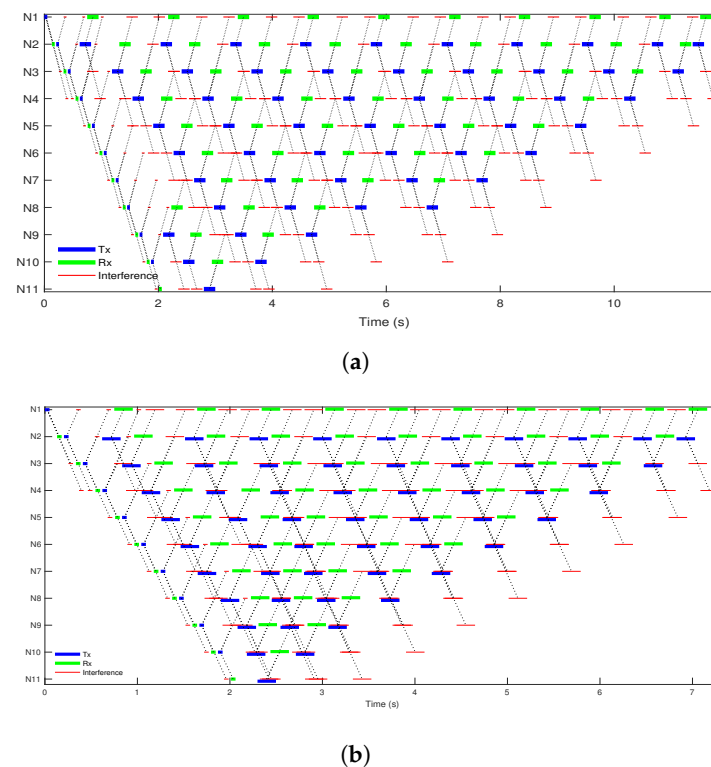 N1
N2
N3
N4
N5
N6
N7
N8
N9
N10
N11
Tx
Rx
Interference
0 2 4 6 8 10
Time (s)
(a)
N1
N2
N3
N4
N5
N6
N7
N8
N9
N10
N11
Tx
Rx
Interference
0 1 2 3 4 5 6 7
Time (s)
(b)